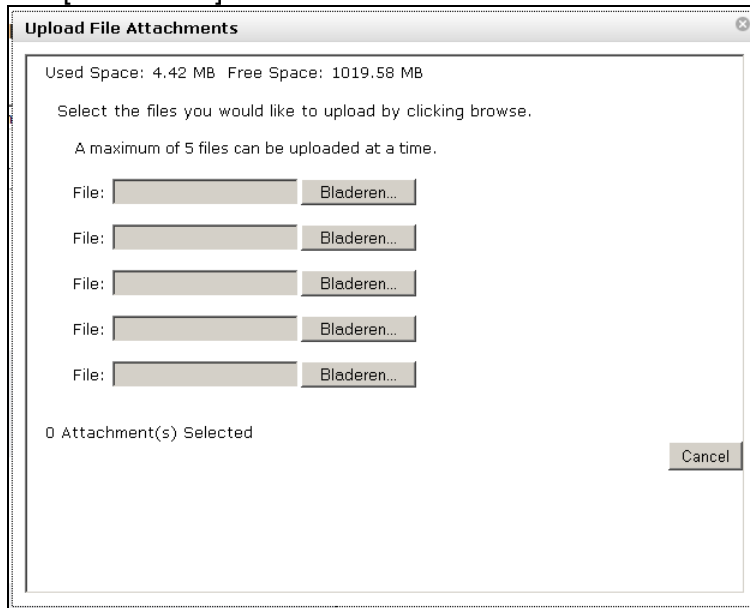 Upload File Attachments
Used Space: 4.42 MB Free Space: 1019.58 MB
Select the files you would like to upload by clicking browse.
A maximum of 5 files can be uploaded at a time.
File: Bladeren...
File: Bladeren...
File: Bladeren...
File: Bladeren...
File: Bladeren...
0 Attachment(s) Selected
Cancel